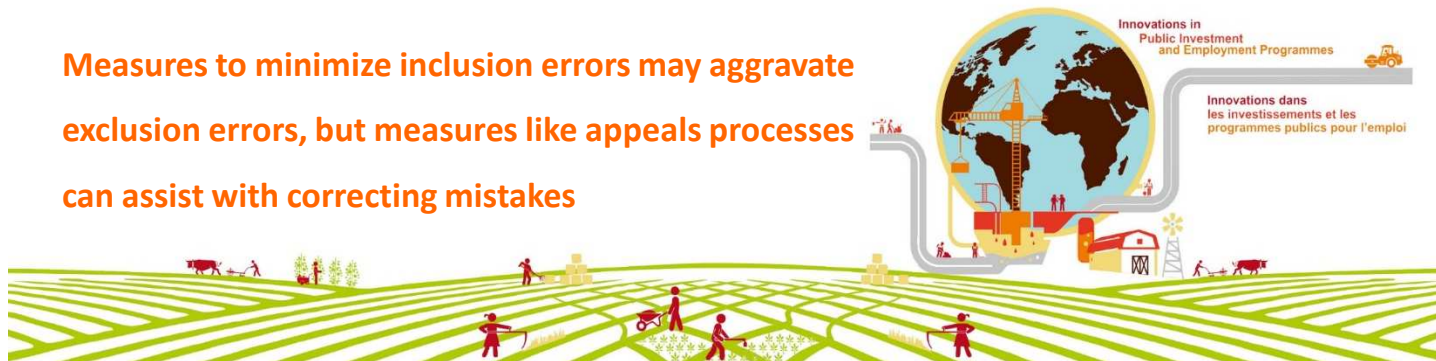 Measures to minimize inclusion errors may aggravate
exclusion errors, but measures like appeals processes
can assist with correcting mistakes
Innovations in
Public Investment
and Employment Programmes
Innovations dans
les investissements et les
programmes publics pour l'emploi